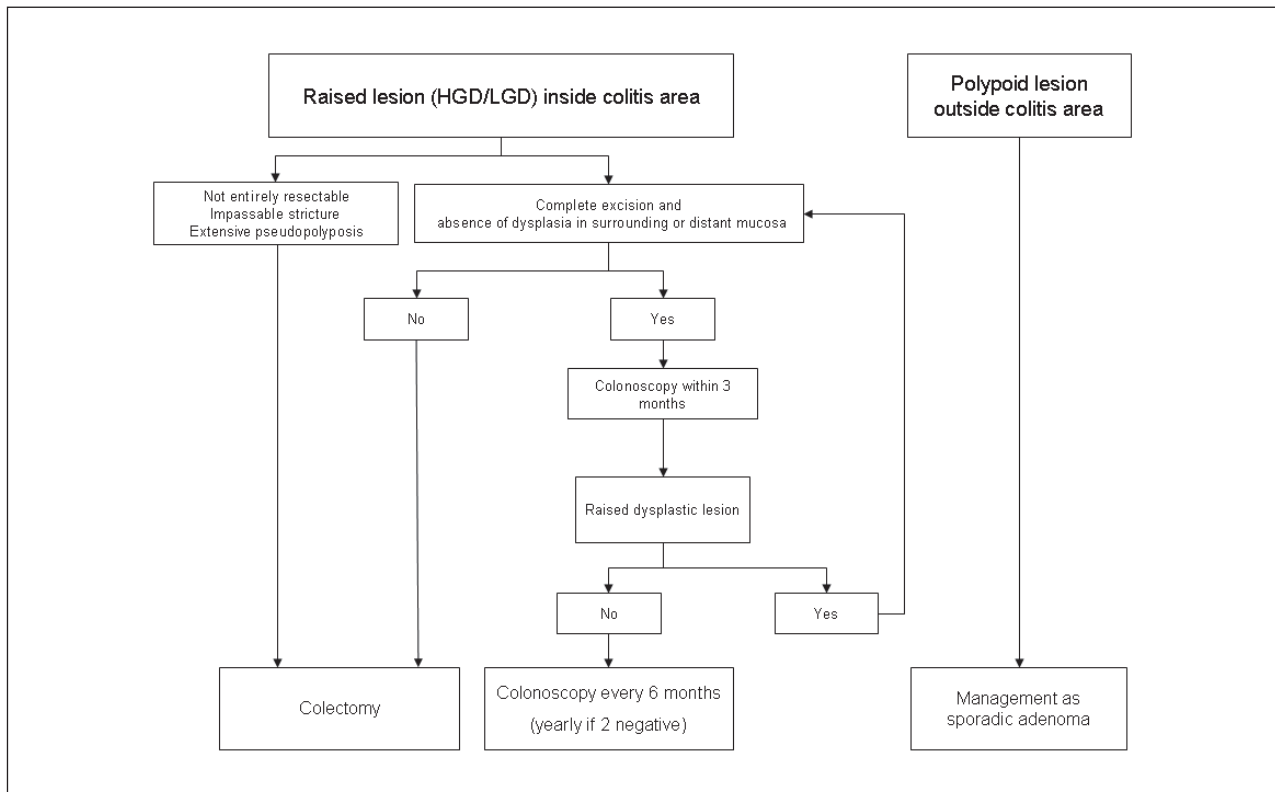 Raised lesion (HGD/LGD) inside colitis area
Polypoid lesion
outside colitis area
Not entirely resectable
Impassable stricture
Extensive pseudopolyposis
Complete excision and
absence of dysplasia in surrounding or distant mucosa
No
Yes
Colonoscopy within 3
months
Raised dysplastic lesion
No
Yes
Colectomy
Colonoscopy every 6 months
(yearly if 2 negative)
Management as
sporadic adenoma